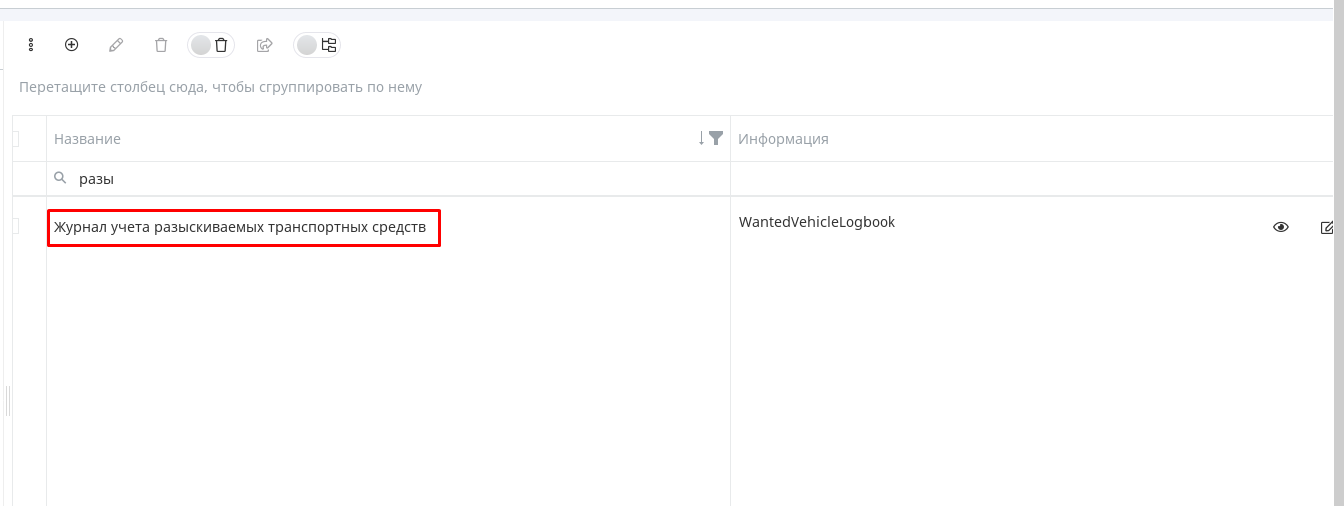 Перетащите столбец сюда, чтобы сгруппировать по нему
Название
Информация
разы
Журнал учета разыскиваемых транспортных средств
WantedVehicleLogbook